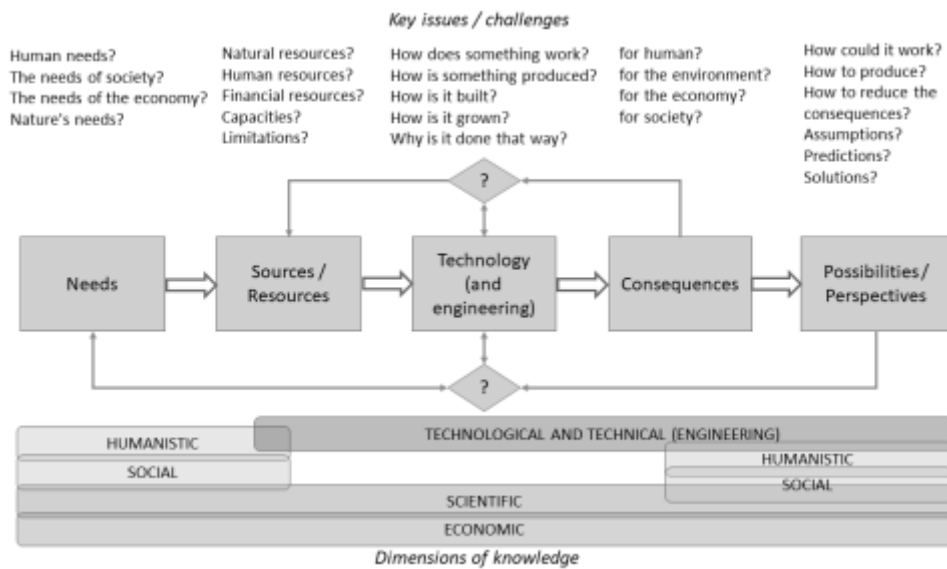 Key issues / challenges
Human needs?
The needs of society?
The needs of the economy?
Nature's needs?
Natural resources?
Human resources?
Financial resources?
Capacities?
Limitations?
How does something work?
How is something produced?
How is it built?
How is it grown?
Why is it done that way?
for human?
for the environment?
for the economy?
for society?
How could it work?
How to produce?
How to reduce the
consequences?
Assumptions?
Predictions?
Solutions?
?
Needs
Sources /
Resources
Technology
(and
engineering)
Consequences
Possibilities/
Perspectives
?
TECHNOLOGICAL AND TECHNICAL (ENGINEERING)
HUMANISTIC
HUMANISTIC
SOCIAL
SOCIAL
SCIENTIFIC
ECONOMIC
Dimensions of knowledge